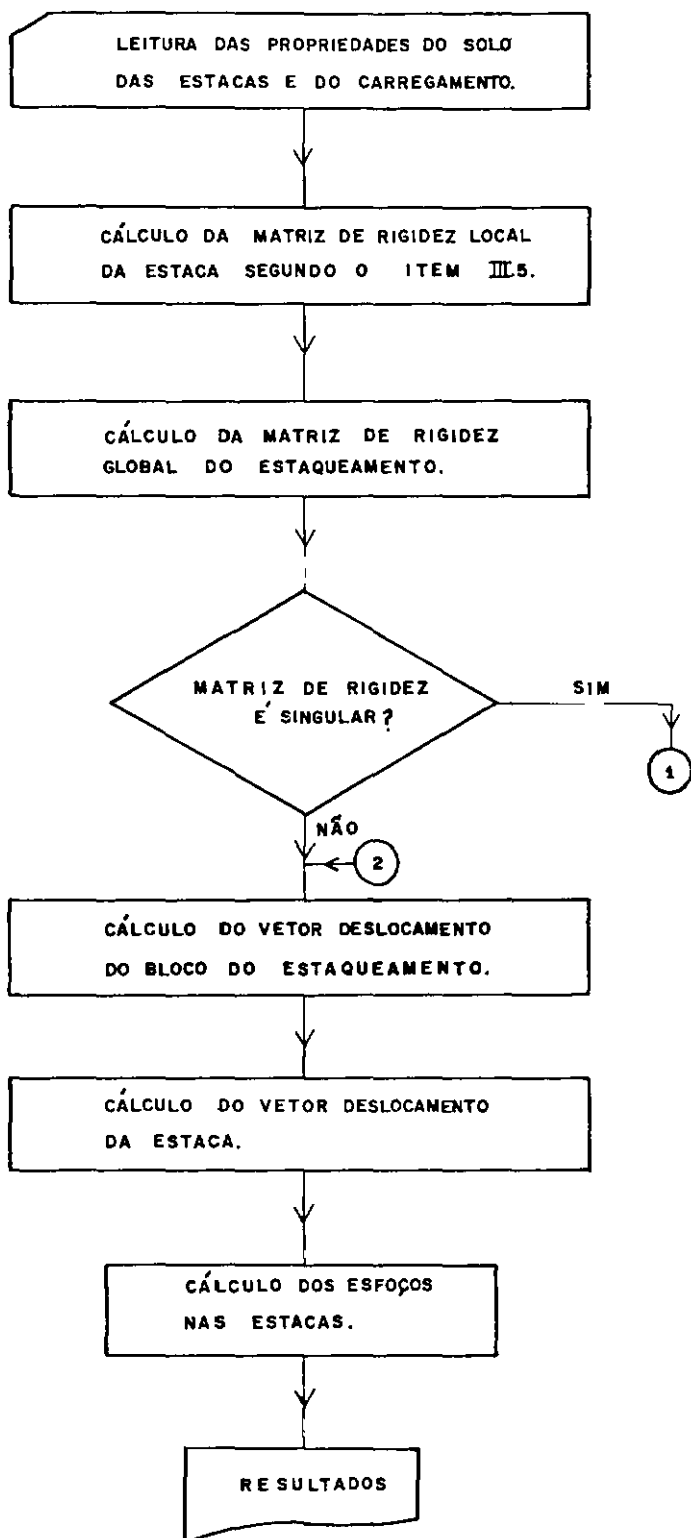 LEITURA DAS PROPRIEDADES DO SOLO
DAS ESTACAS E DO CARREGAMENTO.
CÁLCULO DA MATRIZ DE RIGIDEZ LOCAL
DA ESTACA SEGUNDO O ITEM III.5.
CÁLCULO DA MATRIZ DE RIGIDEZ
GLOBAL DO ESTAQUEAMENTO.
MATRIZ DE RIGIDEZ
É SINGULAR?
SIM
1
NÃO
2
CÁLCULO DO VETOR DESLOCAMENTO
DO BLOCO DO ESTAQUEAMENTO.
CÁLCULO DO VETOR DESLOCAMENTO
DA ESTACA.
CÁLCULO DOS ESFOÇOS
NAS ESTACAS.
RESULTADOS